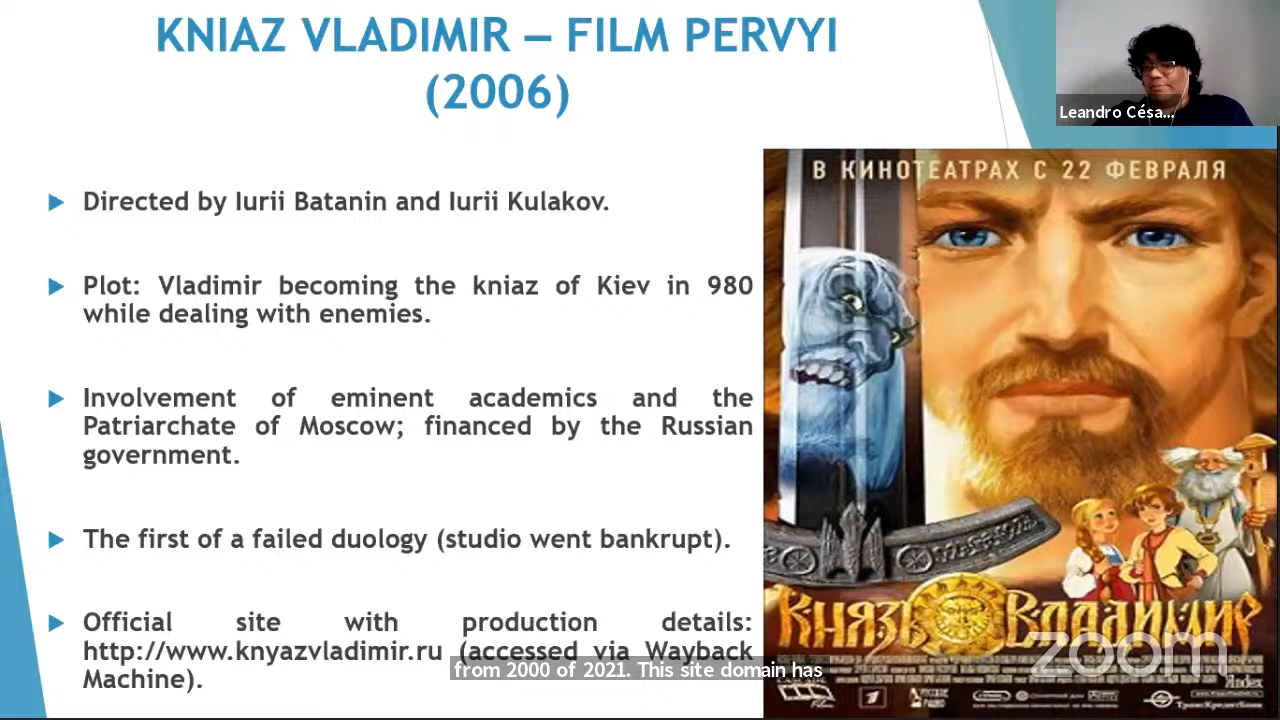 KNIAZ VLADIMIR – FILM PERVYI
(2006)
Leandro Césa...
Directed by Iurii Batanin and Iurii Kulakov.
Plot: Vladimir becoming the kniaz of Kiev in 980
while dealing with enemies.
Involvement of eminent academics and the
Patriarchate of Moscow; financed by the Russian
government.
The first of a failed duology (studio went bankrupt).
Official site with production details:
http://www.knyazvladimir.ru (accessed via Wayback
Machine).
from 2000 of 2021. This site domain has
В КИНОТЕАТРАХ С 22 ФЕВРАЛЯ
КНЯЗЬ ВЛАДИМИР
zoom
Yandex
ТрансКредитБанк